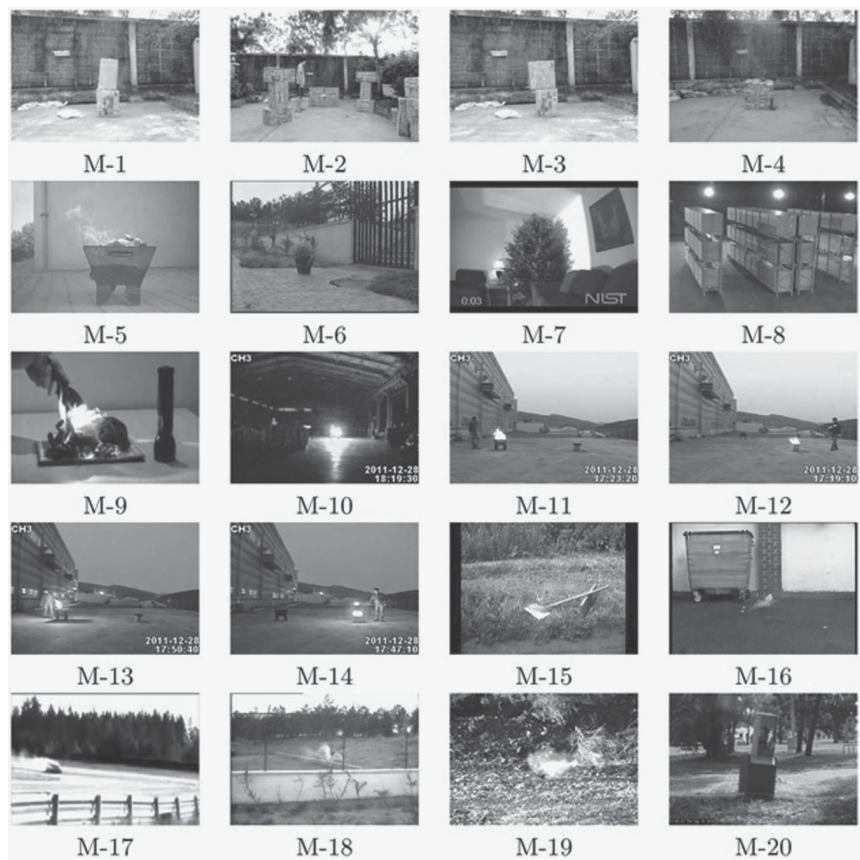 M-1 M-2 M-3 M-4
M-5 M-6 M-7 M-8
0:03 NIST
M-9 M-10 M-11 M-12
CH3 CH3 CH3
2011-12-28 2011-12-28 2011-12-28
18:19:30 17:23:20 17:19:10
M-13 M-14 M-15 M-16
CH3 CH3
2011-12-28 2011-12-28
17:50:40 17:47:10
M-17 M-18 M-19 M-20